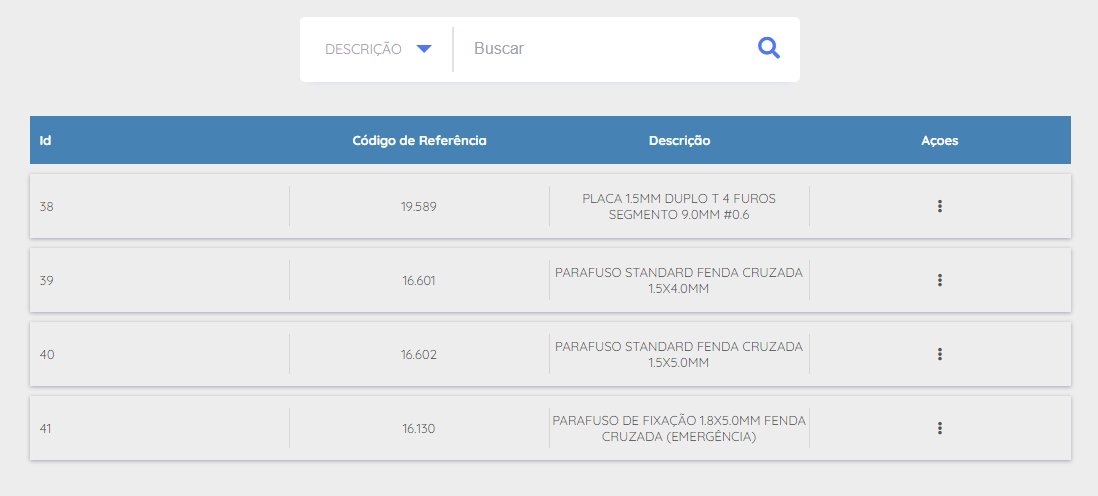 DESCRIÇÃO Buscar
Id Código de Referência Descrição Açoes
38 19.589 PLACA 1.5MM DUPLO T 4 FUROS
SEGMENTO 9.0MM #0.6
39 16.601 PARAFUSO STANDARD FENDA CRUZADA
1.5X4.0MM
40 16.602 PARAFUSO STANDARD FENDA CRUZADA
1.5X5.0MM
41 16.130 PARAFUSO DE FIXAÇÃO 1.8X5.0MM FENDA
CRUZADA (EMERGÊNCIA)